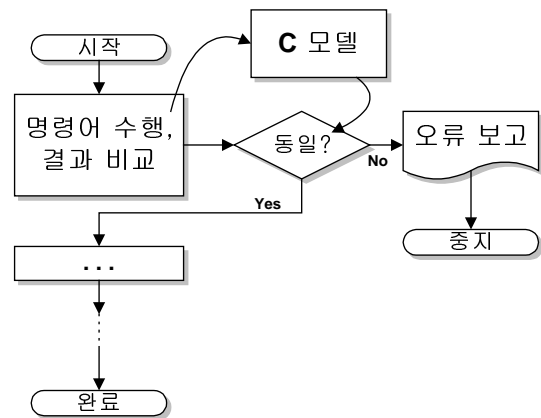 시작
C 모델
명령어 수행,
결과 비교
동일?
No
오류 보고
Yes
중지
...
완료